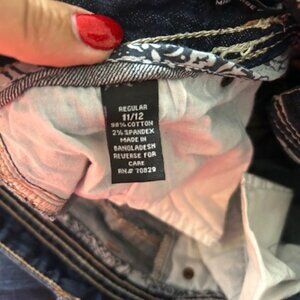 REGULAR
11/12
98% COTTON
2% SPANDEX
MADE IN
BANGLADESH
REVERSE FOR
CARE
RN# 70829